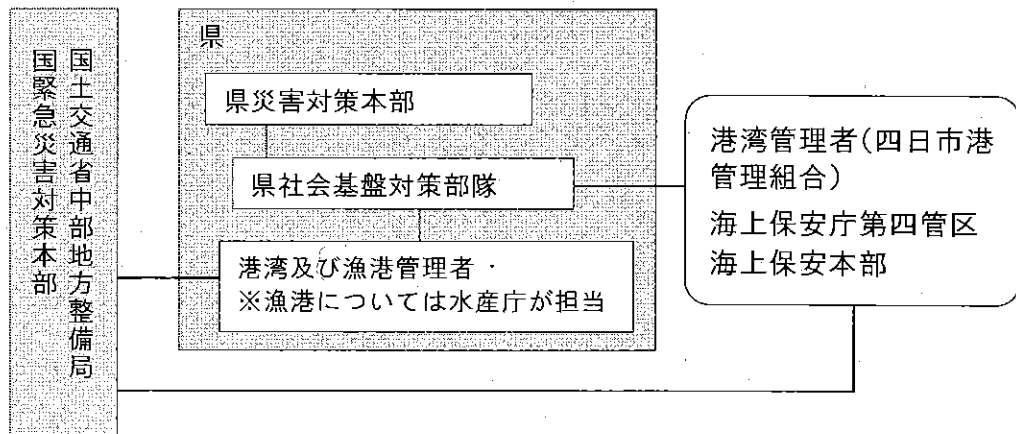 国土交通省中部地方整備局
国緊急災害対策本部
県
県災害対策本部
県社会基盤対策部隊
港湾及び漁港管理者
※漁港については水産庁が担当
港湾管理者(四日市港
管理組合)
海上保安庁第四管区
海上保安本部